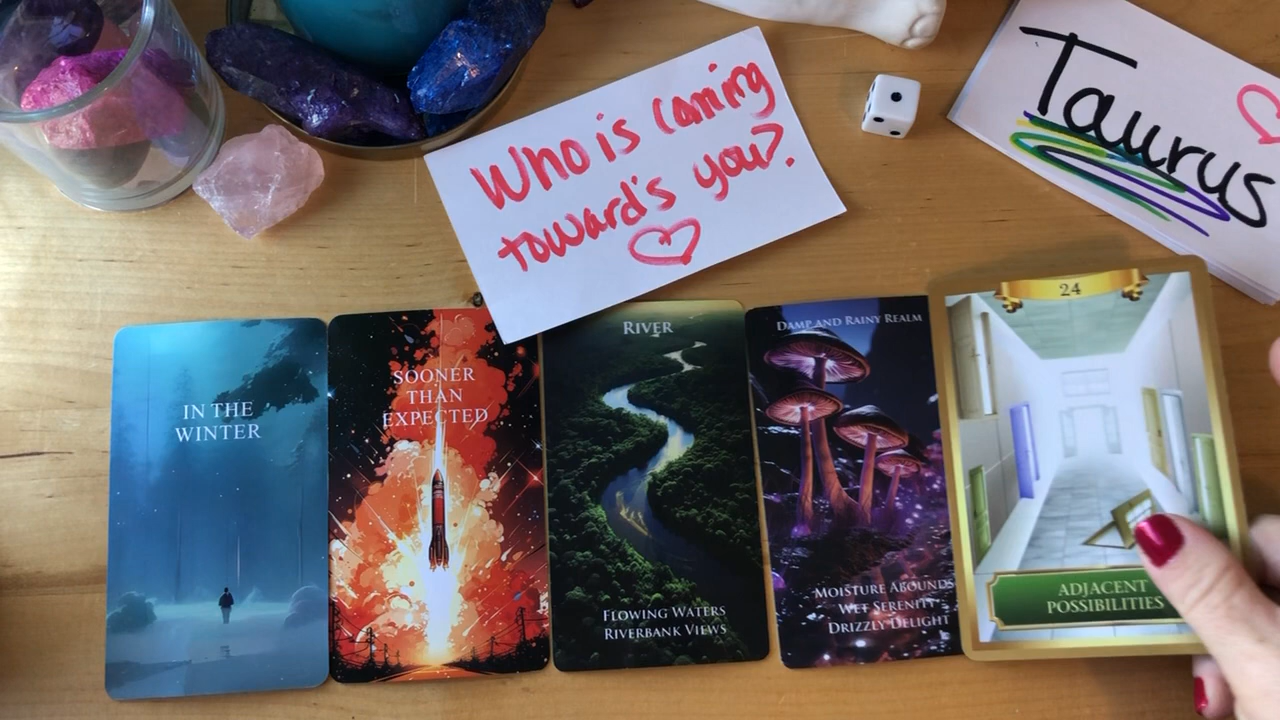 Who is coming
toward's you?.
Taurus
IN THE
WINTER
SOONER
THAN
EXPECTED
RIVER
FLOWING WATERS
RIVERBANK VIEWS
DAMP AND RAINY REALM
MOISTURE ABOUNDS
WET SERENITY
DRIZZLY DELIGHT
24
ADJACENT
POSSIBILITIES